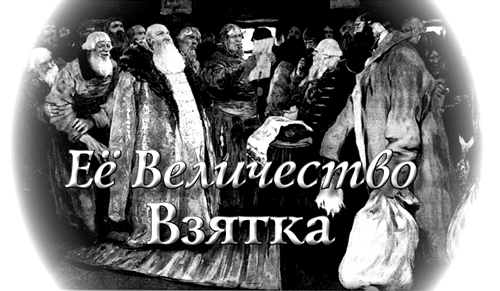 Её Величество
Взятка